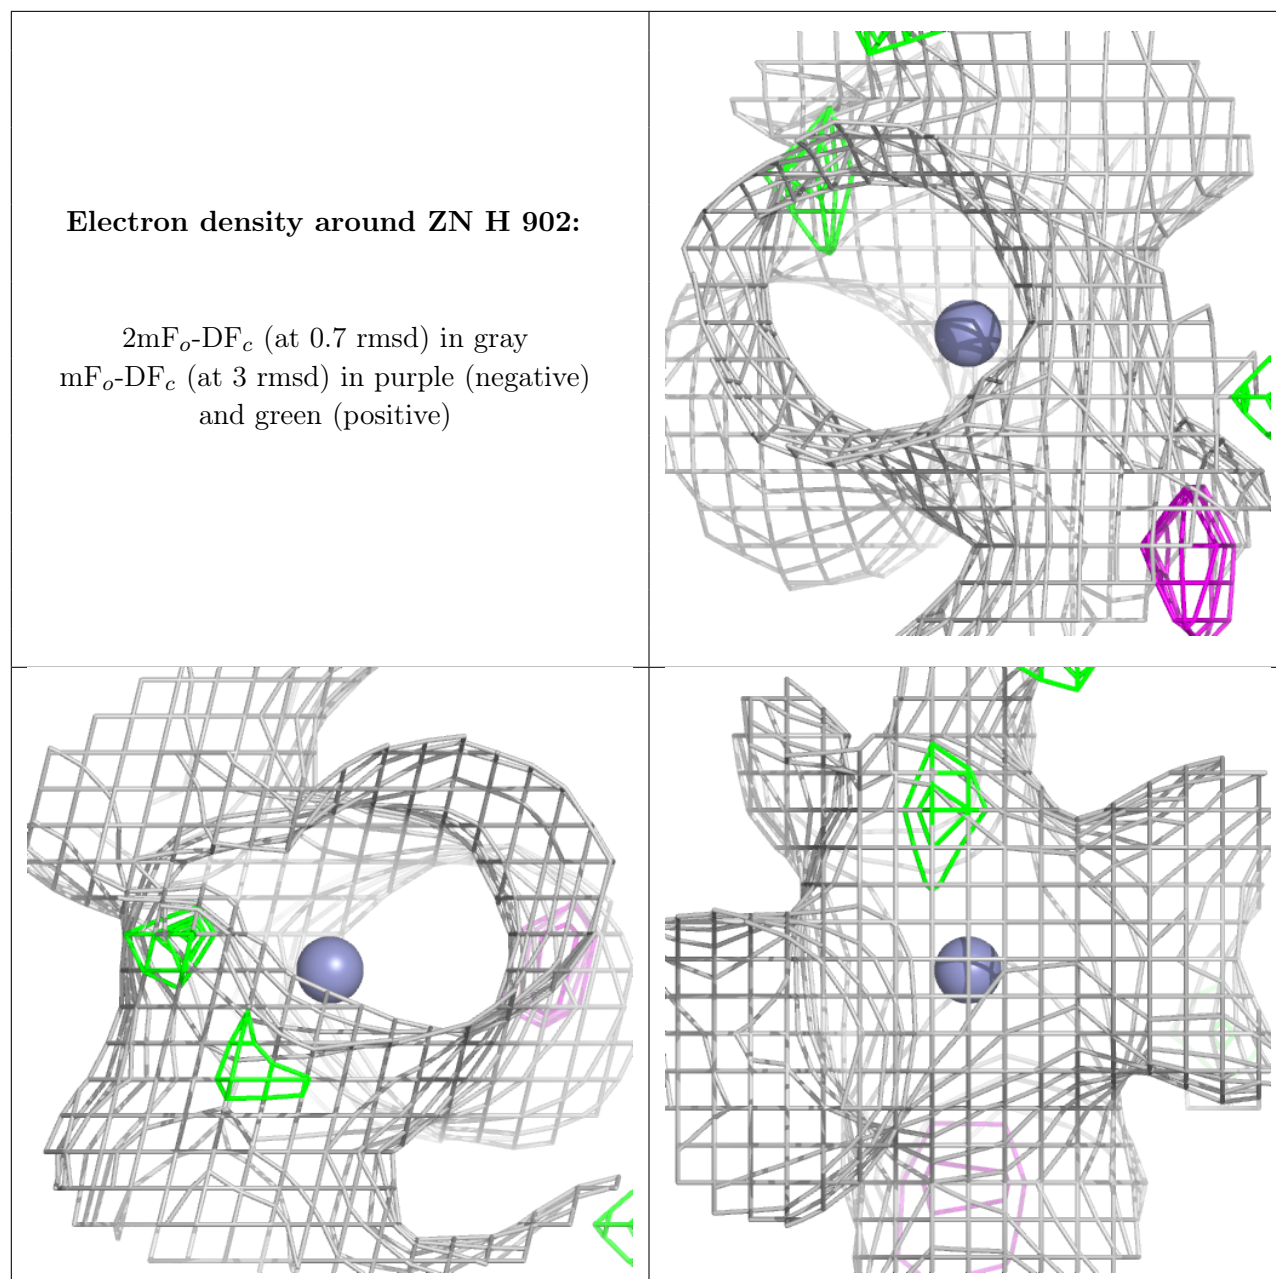 Electron density around ZN H 902:
2mFo-DFc (at 0.7 rmsd) in gray
mFo-DFc (at 3 rmsd) in purple (negative)
and green (positive)